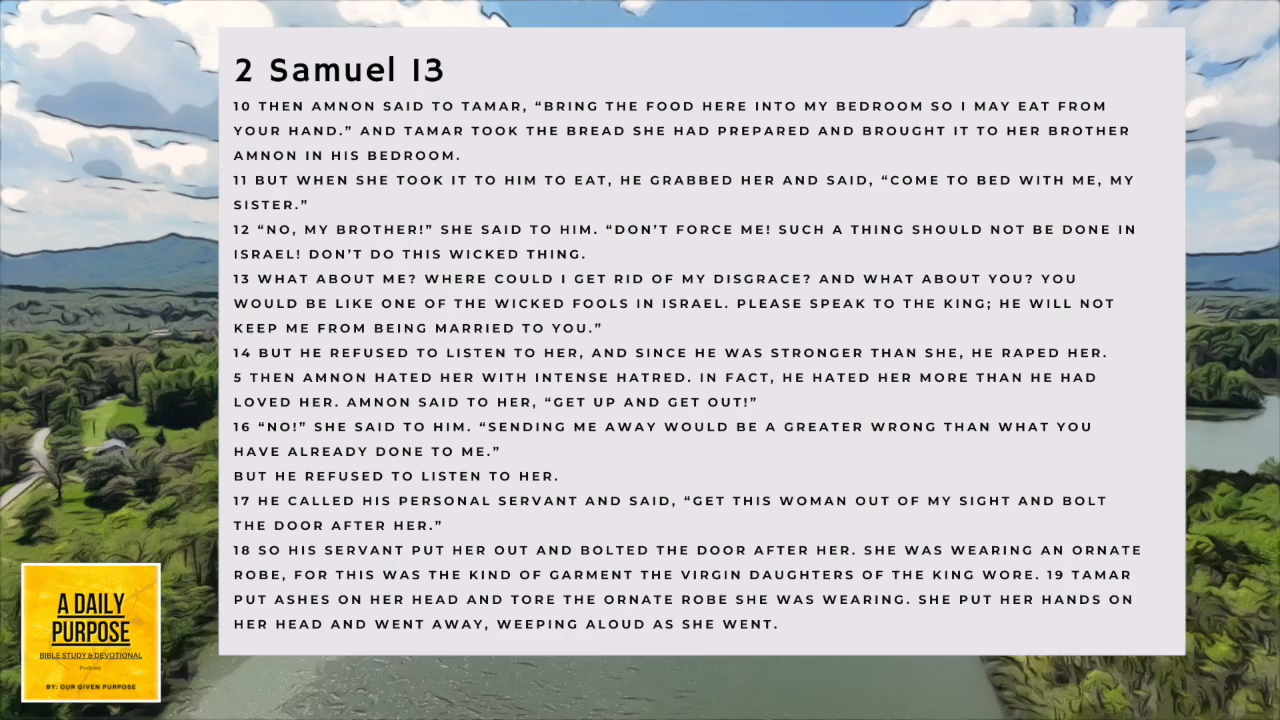 2 Samuel 13
10 THEN AMNON SAID TO TAMAR, “BRING THE FOOD HERE INTO MY BEDROOM SO I MAY EAT FROM
YOUR HAND.” AND TAMAR TOOK THE BREAD SHE HAD PREPARED AND BROUGHT IT TO HER BROTHER
AMNON IN HIS BEDROOM.
11 BUT WHEN SHE TOOK IT TO HIM TO EAT, HE GRABBED HER AND SAID, “COME TO BED WITH ME, MY
SISTER.”
12 “NO, MY BROTHER!” SHE SAID TO HIM. “DON’T FORCE ME! SUCH A THING SHOULD NOT BE DONE IN
ISRAEL! DON’T DO THIS WICKED THING.
13 WHAT ABOUT ME? WHERE COULD I GET RID OF MY DISGRACE? AND WHAT ABOUT YOU? YOU
WOULD BE LIKE ONE OF THE WICKED FOOLS IN ISRAEL. PLEASE SPEAK TO THE KING; HE WILL NOT
KEEP ME FROM BEING MARRIED TO YOU.”
14 BUT HE REFUSED TO LISTEN TO HER, AND SINCE HE WAS STRONGER THAN SHE, HE RAPED HER.
5 THEN AMNON HATED HER WITH INTENSE HATRED. IN FACT, HE HATED HER MORE THAN HE HAD
LOVED HER. AMNON SAID TO HER, “GET UP AND GET OUT!”
16 “NO!” SHE SAID TO HIM. “SENDING ME AWAY WOULD BE A GREATER WRONG THAN WHAT YOU
HAVE ALREADY DONE TO ME.”
BUT HE REFUSED TO LISTEN TO HER.
17 HE CALLED HIS PERSONAL SERVANT AND SAID, “GET THIS WOMAN OUT OF MY SIGHT AND BOLT
THE DOOR AFTER HER.”
18 SO HIS SERVANT PUT HER OUT AND BOLTED THE DOOR AFTER HER. SHE WAS WEARING AN ORNATE
ROBE, FOR THIS WAS THE KIND OF GARMENT THE VIRGIN DAUGHTERS OF THE KING WORE. 19 TAMAR
PUT ASHES ON HER HEAD AND TORE THE ORNATE ROBE SHE WAS WEARING. SHE PUT HER HANDS ON
HER HEAD AND WENT AWAY, WEEPING ALOUD AS SHE WENT.
A DAILY
PURPOSE
BIBLE STUDY & DEVOTIONAL
Podcast
BY: OUR GIVEN PURPOSE